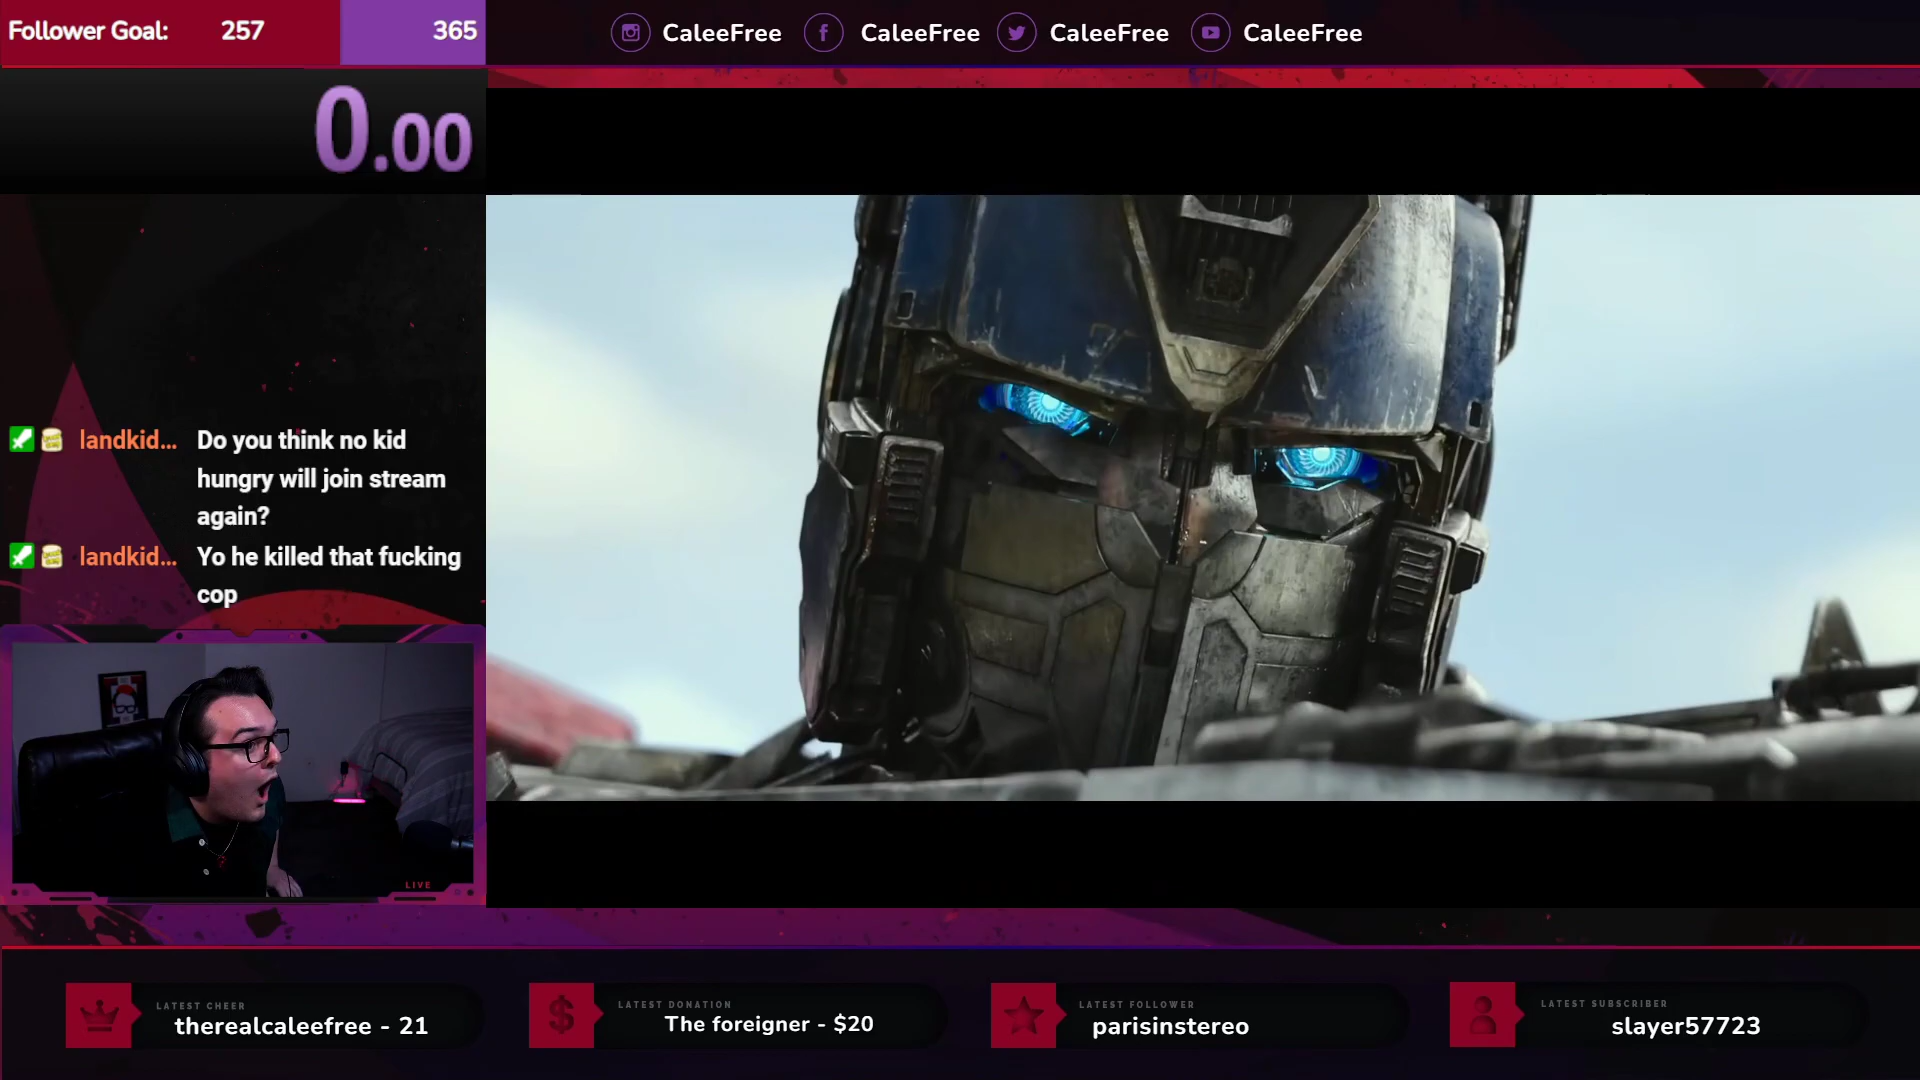 Follower Goal: 257 365
CaleeFree CaleeFree CaleeFree CaleeFree
0.00
landkid... Do you think no kid
hungry will join stream
again?
landkid... Yo he killed that fucking
cop
LIVE
LATEST CHEER
therealcaleefree - 21
LATEST DONATION
The foreigner - $20
LATEST FOLLOWER
parisinstereo
LATEST SUBSCRIBER
slayer57723